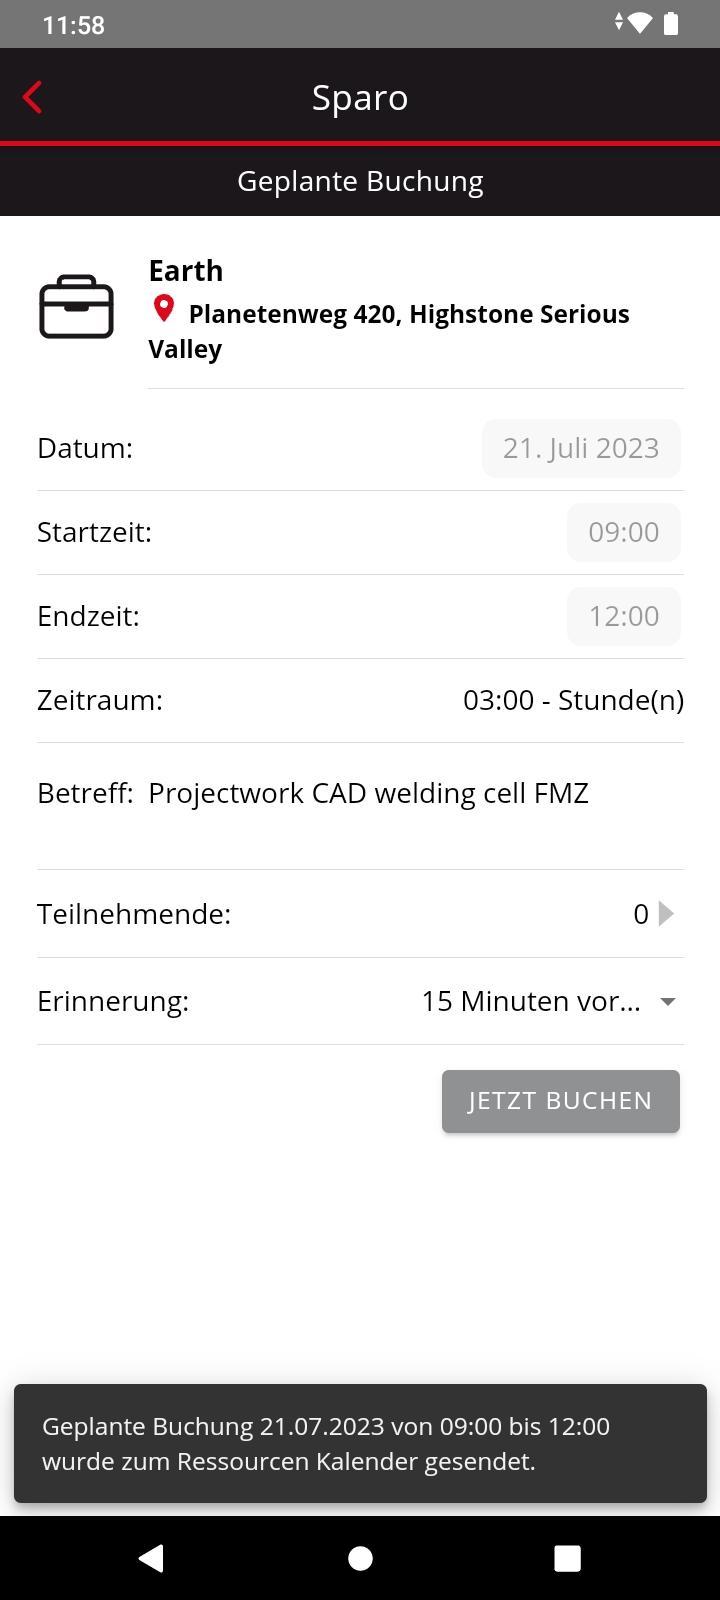 11:58
Sparo
Geplante Buchung
Earth
Planetenweg 420, Highstone Serious
Valley
Datum: 21. Juli 2023
Startzeit: 09:00
Endzeit: 12:00
Zeitraum: 03:00 - Stunde(n)
Betreff: Projectwork CAD welding cell FMZ
Teilnehmende: 0
Erinnerung: 15 Minuten vor...
JETZT BUCHEN
Geplante Buchung 21.07.2023 von 09:00 bis 12:00
wurde zum Ressourcen Kalender gesendet.